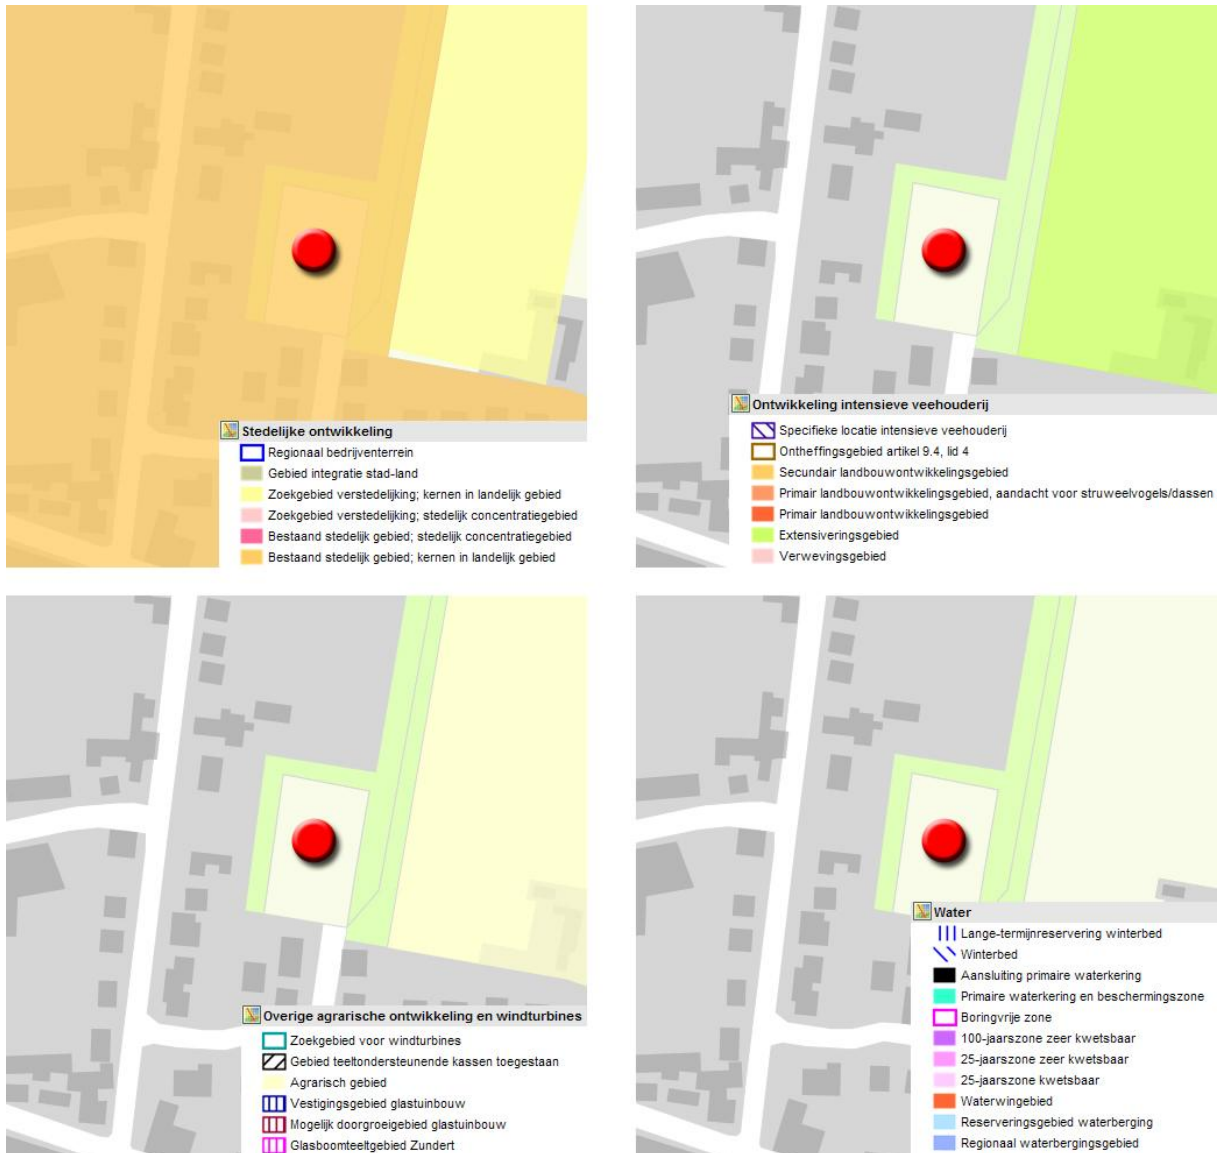 Stedelijke ontwikkeling
Regionaal bedrijventerrein
Gebied integratie stad-land
Zoekgebied verstedelijking; kernen in landelijk gebied
Zoekgebied verstedelijking; stedelijk concentratiegebied
Bestaand stedelijk gebied; stedelijk concentratiegebied
Bestaand stedelijk gebied; kernen in landelijk gebied
Ontwikkeling intensieve veehouderij
Specifieke locatie intensieve veehouderij
Ontheffingsgebied artikel 9.4, lid 4
Secundair landbouwontwikkelingsgebied
Primair landbouwontwikkelingsgebied, aandacht voor struweelvogels/dassen
Primair landbouwontwikkelingsgebied
Extensiveringsgebied
Verwevingsgebied
Overige agrarische ontwikkeling en windturbines
Zoekgebied voor windturbines
Gebied teeltondersteunende kassen toegestaan
Agrarisch gebied
Vestigingsgebied glastuinbouw
Mogelijk doorgroeigebied glastuinbouw
Glasboomteeltgebied Zundert
Water
Lange-termijnreservering winterbed
Winterbed
Aansluiting primaire waterkering
Primaire waterkering en beschermingszone
Boringvrije zone
100-jaarszone zeer kwetsbaar
25-jaarszone zeer kwetsbaar
25-jaarszone kwetsbaar
Waterwingebied
Reserveringsgebied waterberging
Regionaal waterbergingsgebied